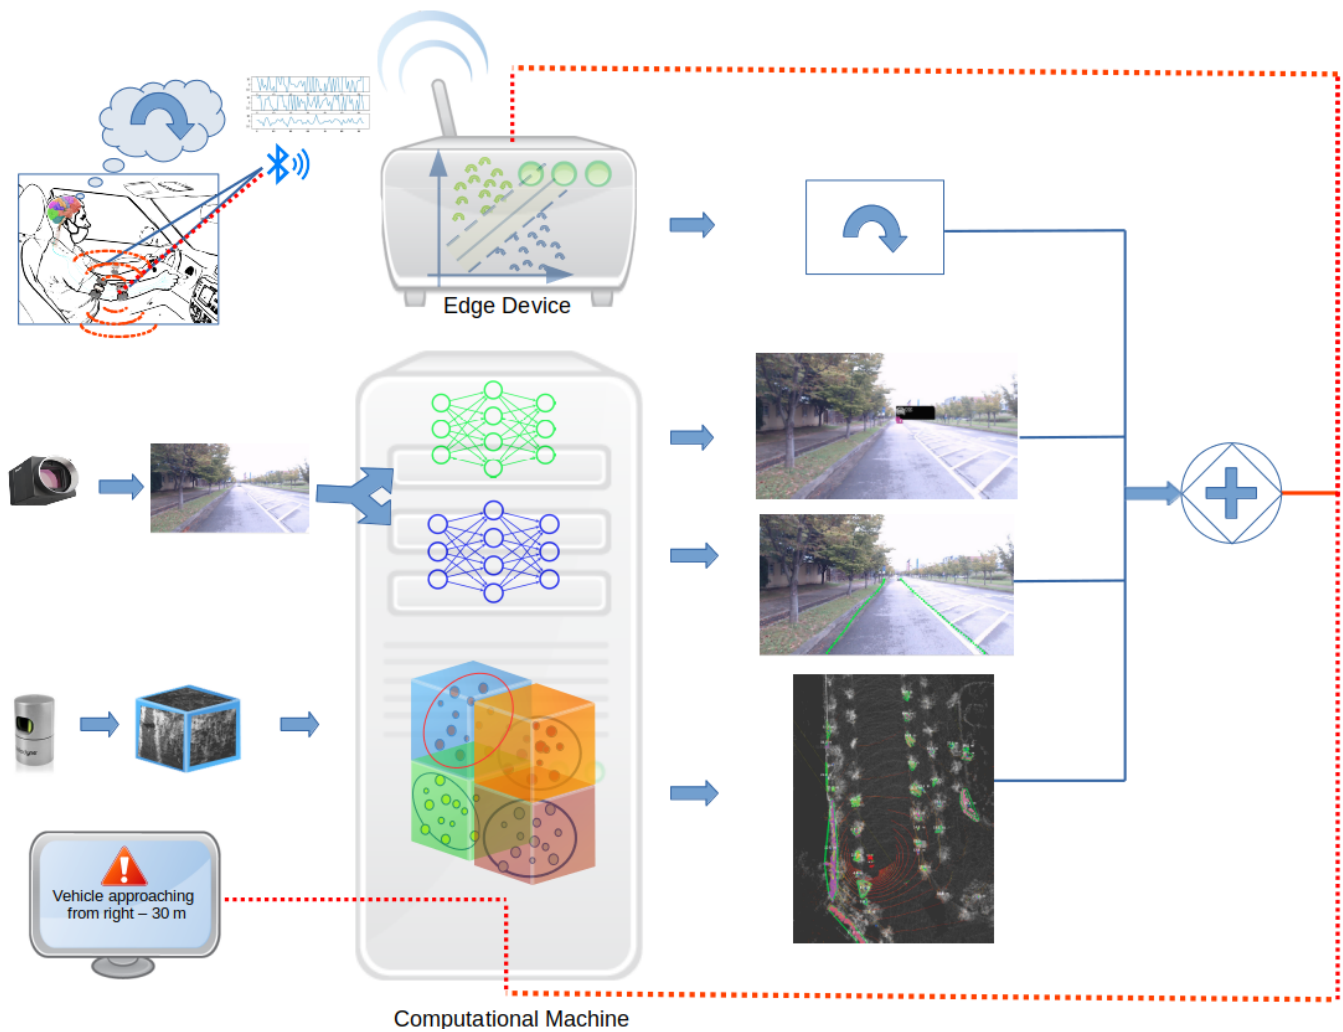 Edge Device
Vehicle approaching
from right – 30 m
Computational Machine